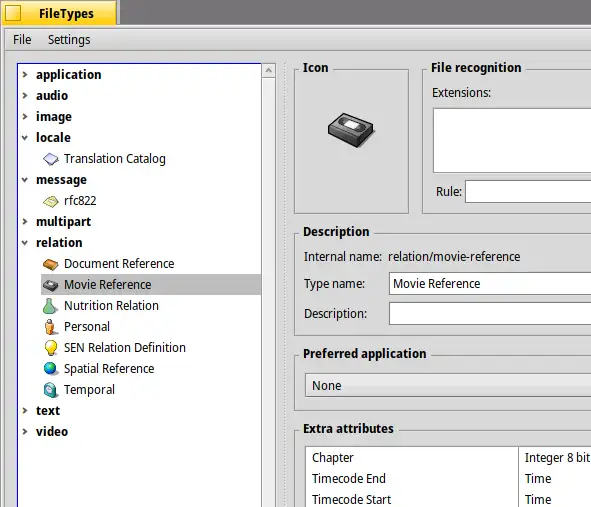 FileTypes
File Settings
application
audio
image
locale
Translation Catalog
message
rfc822
multipart
relation
Document Reference
Movie Reference
Nutrition Relation
Personal
SEN Relation Definition
Spatial Reference
Temporal
text
video
Icon
File recognition
Extensions:
Rule:
Description
Internal name: relation/movie-reference
Type name: Movie Reference
Description:
Preferred application
None
Extra attributes
Chapter Integer 8 bit
Timecode End Time
Timecode Start Time